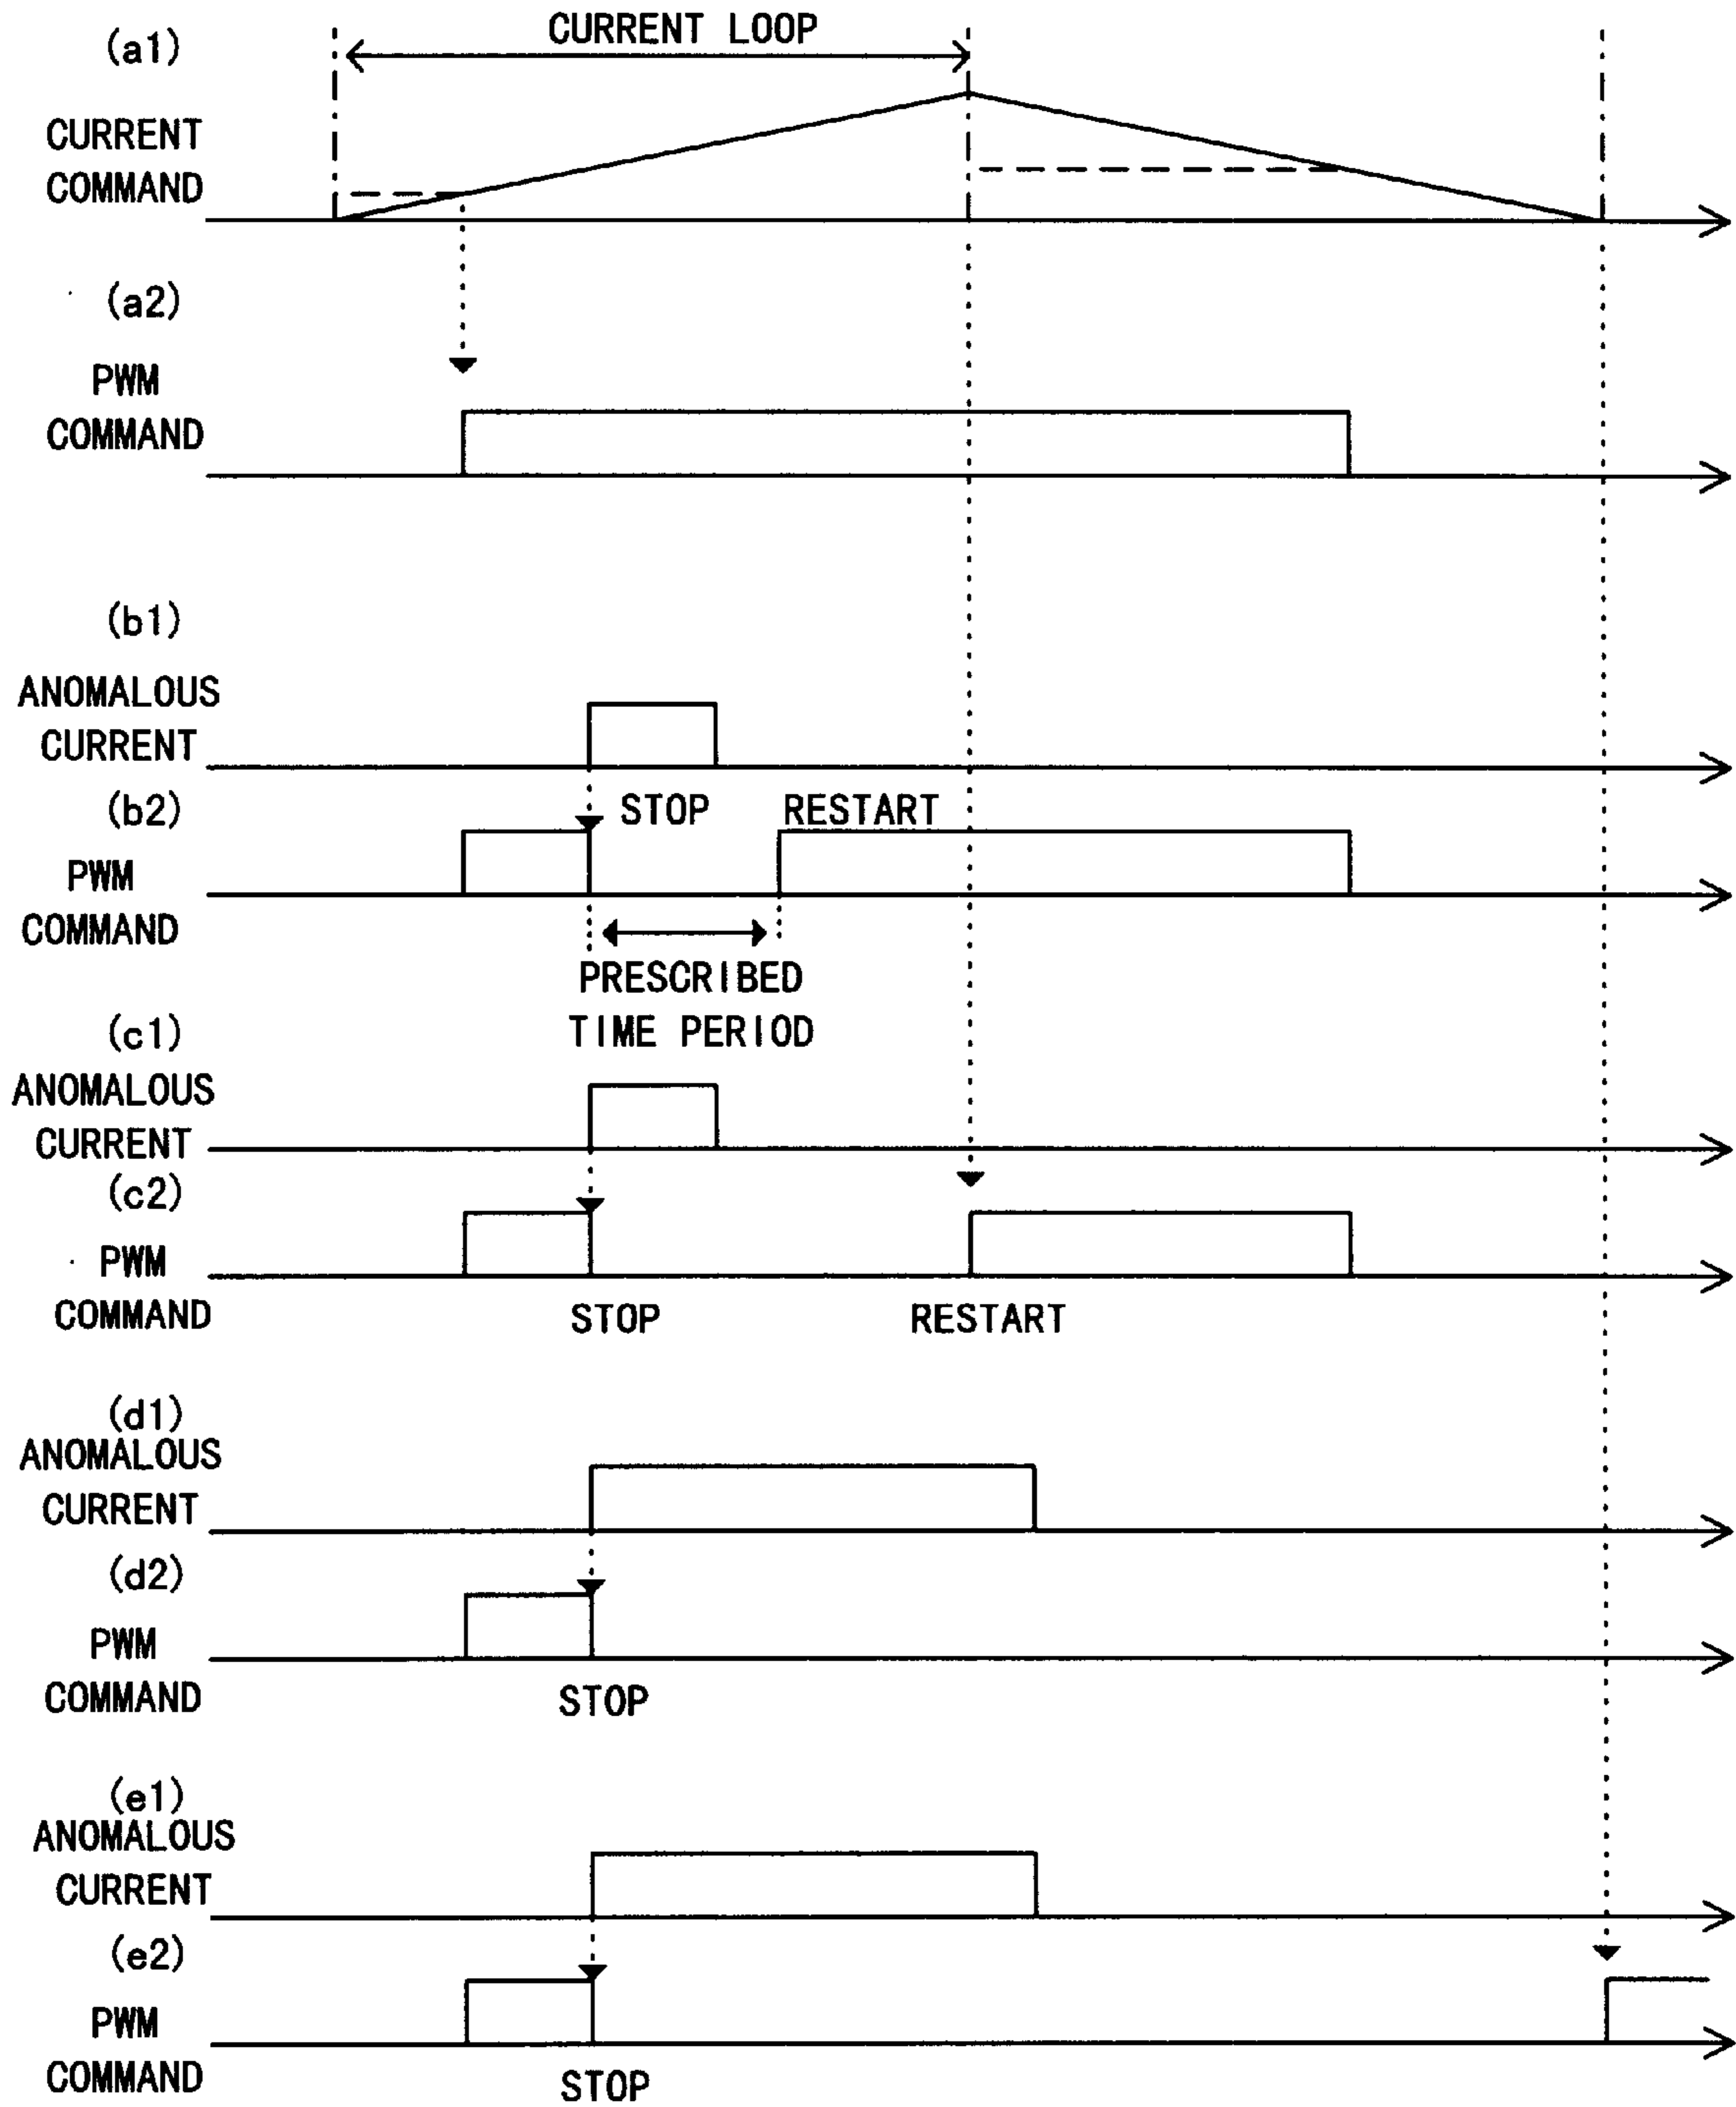 (a1)
CURRENT LOOP
CURRENT
COMMAND
(a2)
PWM
COMMAND
(b1)
ANOMALOUS
CURRENT
(b2)
STOP
RESTART
PWM
COMMAND
PRESCRIBED
TIME PERIOD
(c1)
ANOMALOUS
CURRENT
(c2)
PWM
COMMAND
STOP
RESTART
(d1)
ANOMALOUS
CURRENT
(d2)
PWM
COMMAND
STOP
(e1)
ANOMALOUS
CURRENT
(e2)
PWM
COMMAND
STOP